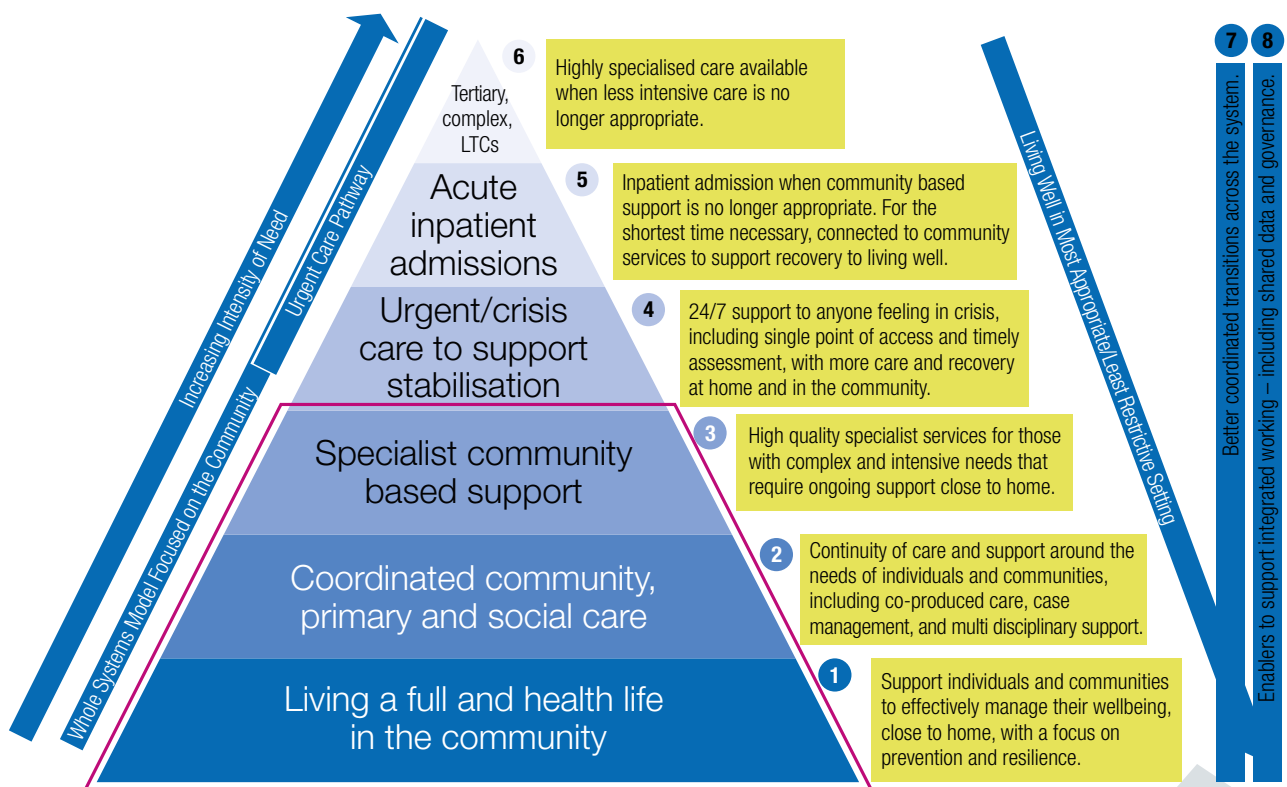 6
Tertiary,
complex,
LTCs
Highly specialised care available
when less intensive care is no
longer appropriate.
5
Acute
inpatient
admissions
Inpatient admission when community based
support is no longer appropriate. For the
shortest time necessary, connected to community
services to support recovery to living well.
4
Urgent/crisis
care to support
stabilisation
24/7 support to anyone feeling in crisis,
including single point of access and timely
assessment, with more care and recovery
at home and in the community.
3
Specialist community
based support
High quality specialist services for those
with complex and intensive needs that
require ongoing support close to home.
2
Coordinated community,
primary and social care
Continuity of care and support around the
needs of individuals and communities,
including co-produced care, case
management, and multi disciplinary support.
1
Living a full and health life
in the community
Support individuals and communities
to effectively manage their wellbeing,
close to home, with a focus on
prevention and resilience.
Increasing Intensity of Need
Urgent Care Pathway
Whole Systems Model Focused on the Community
Living Well in Most Appropriate/Least Restrictive Setting
7
Better coordinated transitions across the system.
8
Enablers to support integrated working – including shared data and governance.